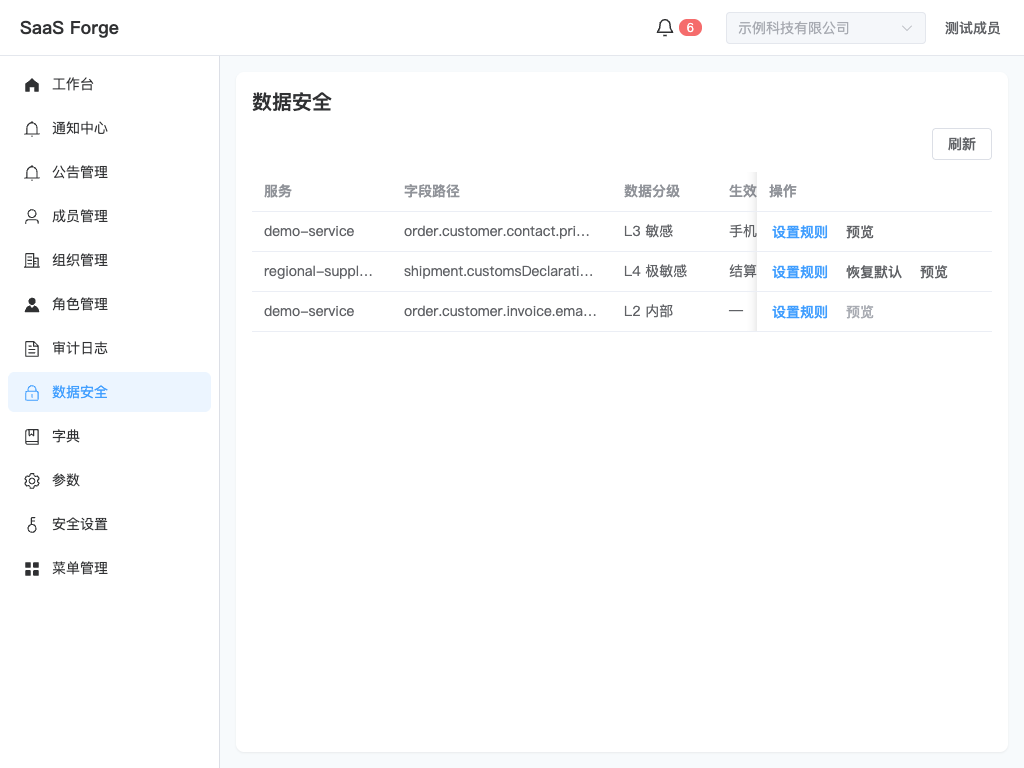 SaaS Forge
6
示例科技有限公司
测试成员
工作台
通知中心
公告管理
成员管理
组织管理
角色管理
审计日志
数据安全
字典
参数
安全设置
菜单管理
数据安全
刷新
服务 字段路径 数据分级 生效 操作
demo-service order.customer.contact.pri... L3 敏感 手机 设置规则 预览
regional-suppl... shipment.customsDeclarati... L4 极敏感 结算 设置规则 恢复默认 预览
demo-service order.customer.invoice.ema... L2 内部 — 设置规则 预览